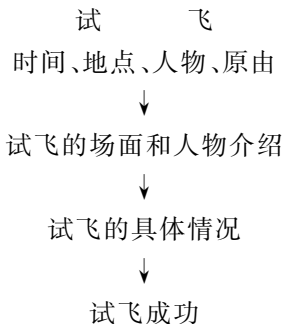 试 飞
时间、地点、人物、原由
↓
试飞的场面和人物介绍
↓
试飞的具体情况
↓
试飞成功